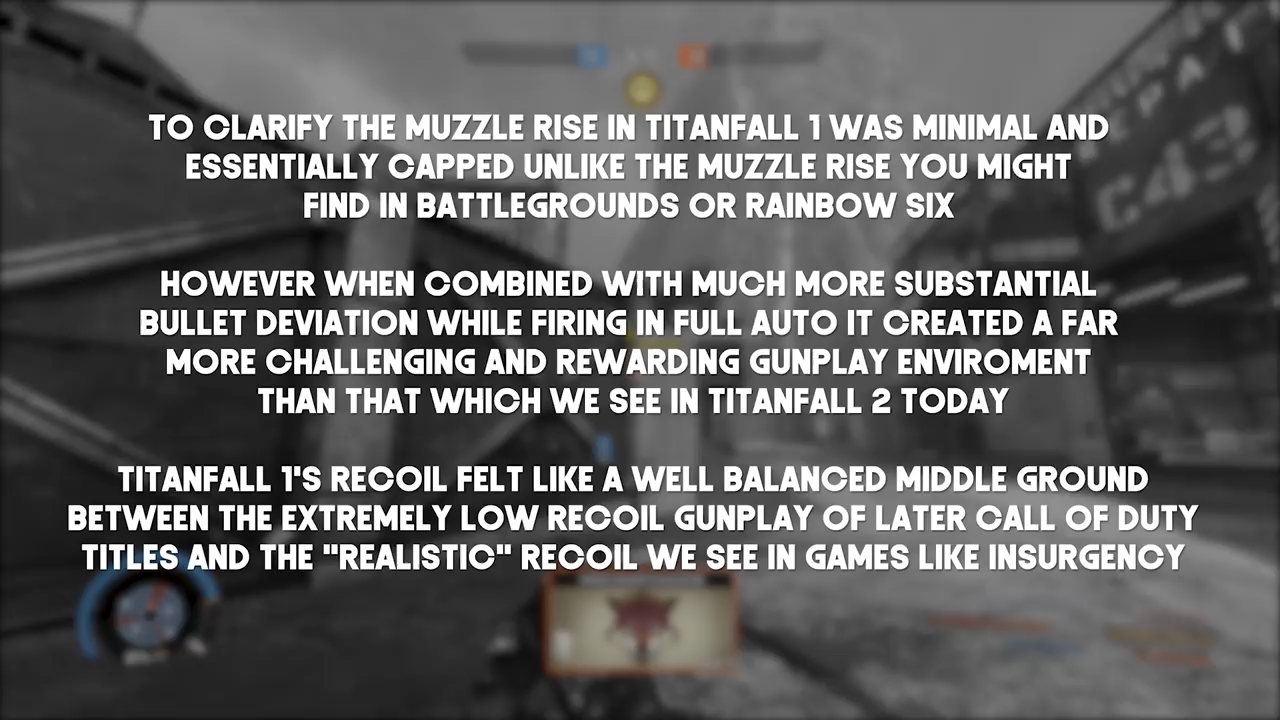 TO CLARIFY THE MUZZLE RISE IN TITANFALL 1 WAS MINIMAL AND
ESSENTIALLY CAPPED UNLIKE THE MUZZLE RISE YOU MIGHT
FIND IN BATTLEGROUNDS OR RAINBOW SIX
HOWEVER WHEN COMBINED WITH MUCH MORE SUBSTANTIAL
BULLET DEVIATION WHILE FIRING IN FULL AUTO IT CREATED A FAR
MORE CHALLENGING AND REWARDING GUNPLAY ENVIROMENT
THAN THAT WHICH WE SEE IN TITANFALL 2 TODAY
TITANFALL 1'S RECOIL FELT LIKE A WELL BALANCED MIDDLE GROUND
BETWEEN THE EXTREMELY LOW RECOIL GUNPLAY OF LATER CALL OF DUTY
TITLES AND THE "REALISTIC" RECOIL WE SEE IN GAMES LIKE INSURGENCY
C43